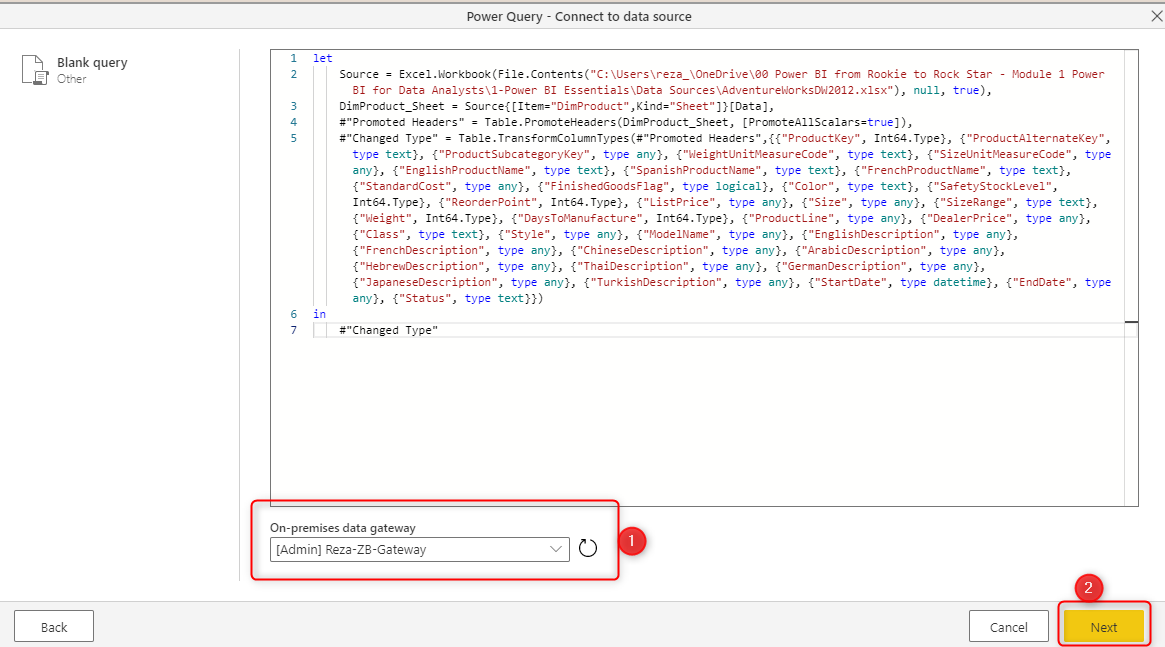 Power Query - Connect to data source
Blank query
Other
1 let
2 Source = Excel.Workbook(File.Contents("C:\Users\reza_\OneDrive\00 Power BI from Rookie to Rock Star - Module 1 Power
BI for Data Analysts\1-Power BI Essentials\Data Sources\AdventureWorksDW2012.xlsx"), null, true),
3 DimProduct_Sheet = Source{[Item="DimProduct",Kind="Sheet"]}[Data],
4 #"Promoted Headers" = Table.PromoteHeaders(DimProduct_Sheet, [PromoteAllScalars=true]),
5 #"Changed Type" = Table.TransformColumnTypes(#"Promoted Headers",{{"ProductKey", Int64.Type}, {"ProductAlternateKey",
type text}, {"ProductSubcategoryKey", type any}, {"WeightUnitMeasureCode", type text}, {"SizeUnitMeasureCode", type
any}, {"EnglishProductName", type text}, {"SpanishProductName", type text}, {"FrenchProductName", type text},
{"StandardCost", type any}, {"FinishedGoodsFlag", type logical}, {"Color", type text}, {"SafetyStockLevel",
Int64.Type}, {"ReorderPoint", Int64.Type}, {"ListPrice", type any}, {"Size", type any}, {"SizeRange", type text},
{"Weight", Int64.Type}, {"DaysToManufacture", Int64.Type}, {"ProductLine", type any}, {"DealerPrice", type any},
{"Class", type text}, {"Style", type any}, {"ModelName", type any}, {"EnglishDescription", type any},
{"FrenchDescription", type any}, {"ChineseDescription", type any}, {"ArabicDescription", type any},
{"HebrewDescription", type any}, {"ThaiDescription", type any}, {"GermanDescription", type any},
{"JapaneseDescription", type any}, {"TurkishDescription", type any}, {"StartDate", type datetime}, {"EndDate", type
any}, {"Status", type text}})
6 in
7 #"Changed Type"
On-premises data gateway
[Admin] Reza-ZB-Gateway
1
2
Back
Cancel
Next